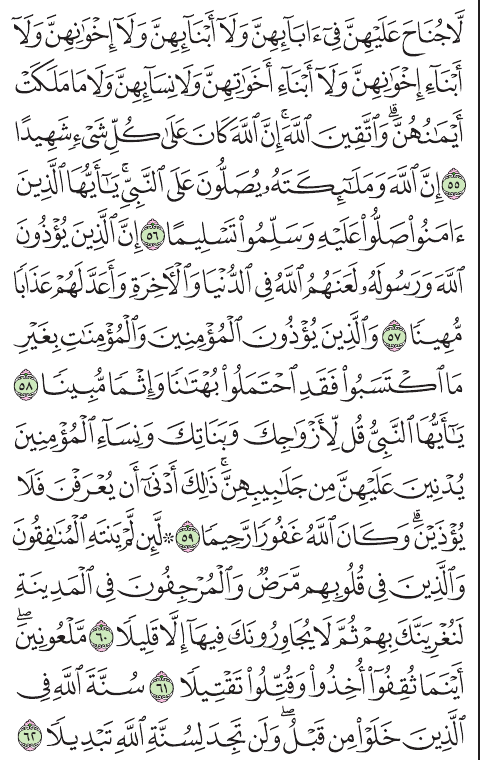 لَّا جُنَاحَ عَلَيْهِنَّ فِيٓ ءَابَآئِهِنَّ وَلَآ أَبْنَآئِهِنَّ وَلَآ إِخْوَٰنِهِنَّ وَلَآ
أَبْنَآءِ إِخْوَٰنِهِنَّ وَلَآ أَبْنَآءِ أَخَوَٰتِهِنَّ وَلَا نِسَآئِهِنَّ وَلَا مَا مَلَكَتْ
أَيْمَٰنُهُنَّۗ وَٱتَّقِينَ ٱللَّهَۚ إِنَّ ٱللَّهَ كَانَ عَلَىٰ كُلِّ شَيْءٖ شَهِيدًا
٥٥ إِنَّ ٱللَّهَ وَمَلَٰٓئِكَتَهُۥ يُصَلُّونَ عَلَى ٱلنَّبِيِّۚ يَٰٓأَيُّهَا ٱلَّذِينَ
ءَامَنُواْ صَلُّواْ عَلَيْهِ وَسَلِّمُواْ تَسْلِيمًا ٥٦ إِنَّ ٱلَّذِينَ يُؤْذُونَ
ٱللَّهَ وَرَسُولَهُۥ لَعَنَهُمُ ٱللَّهُ فِي ٱلدُّنْيَا وَٱلْأٓخِرَةِ وَأَعَدَّ لَهُمْ عَذَابٗا
مُّهِينٗا ٥٧ وَٱلَّذِينَ يُؤْذُونَ ٱلْمُؤْمِنِينَ وَٱلْمُؤْمِنَٰتِ بِغَيْرِ
مَا ٱكْتَسَبُواْ فَقَدِ ٱحْتَمَلُواْ بُهْتَٰنٗا وَإِثْمٗا مُّبِينٗا ٥٨
يَٰٓأَيُّهَا ٱلنَّبِيُّ قُل لِّأَزْوَٰجِكَ وَبَنَاتِكَ وَنِسَآءِ ٱلْمُؤْمِنِينَ
يُدْنِينَ عَلَيْهِنَّ مِن جَلَٰبِيبِهِنَّۚ ذَٰلِكَ أَدْنَىٰٓ أَن يُعْرَفْنَ فَلَا
يُؤْذَيْنَۗ وَكَانَ ٱللَّهُ غَفُورٗا رَّحِيمٗا ٥٩ ۞ لَّئِن لَّمْ يَنتَهِ ٱلْمُنَٰفِقُونَ
وَٱلَّذِينَ فِي قُلُوبِهِم مَّرَضٞ وَٱلْمُرْجِفُونَ فِي ٱلْمَدِينَةِ
لَنُغْرِيَنَّكَ بِهِمْ ثُمَّ لَا يُجَاوِرُونَكَ فِيهَآ إِلَّا قَلِيلٗا ٦٠ مَّلْعُونِينَۖ
أَيْنَمَا ثُقِفُوٓاْ أُخِذُواْ وَقُتِّلُواْ تَقْتِيلٗا ٦١ سُنَّةَ ٱللَّهِ فِي
ٱلَّذِينَ خَلَوْاْ مِن قَبْلُۖ وَلَن تَجِدَ لِسُنَّةِ ٱللَّهِ تَبْدِيلٗا ٦٢